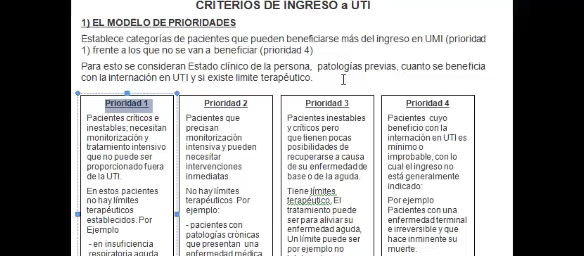 CRITERIOS DE INGRESO a UTI
1) EL MODELO DE PRIORIDADES
Establece categorías de pacientes que pueden beneficiarse más del ingreso en UMI (prioridad
1) frente a los que no se van a beneficiar (prioridad 4)
Para esto se consideran Estado clínico de la persona, patologías previas, cuanto se beneficia
con la internación en UTI y si existe limite terapéutico.
Prioridad 1
Pacientes críticos e
inestables; necesitan
monitorización y
tratamiento intensivo
que no puede ser
proporcionado fuera
de la UTI.
En estos pacientes
no hay límites
terapéuticos
establecidos. Por
Ejemplo
- en insuficiencia
respiratoria aguda
Prioridad 2
Pacientes que
precisan
monitorización
intensiva y pueden
necesitar
intervenciones
inmediatas.
No hay límites
terapéuticos. Por
ejemplo:
- pacientes con
patologías crónicas
que presentan una
enfermedad médica
Prioridad 3
Pacientes inestables
y críticos pero
que tienen pocas
posibilidades de
recuperarse a causa
de su enfermedad de
base o de la aguda.
Tiene límites
terapéutico, El
tratamiento puede
ser para aliviar su
enfermedad aguda,
Un límite puede ser
por ejemplo no
Prioridad 4
Pacientes cuyo
beneficio con la
internación en UTI es
mínimo o
improbable, con lo
cual el ingreso no
está generalmente
indicado:
Por ejemplo
Pacientes con una
enfermedad terminal
e irreversible y que
hace inminente su
muerte.